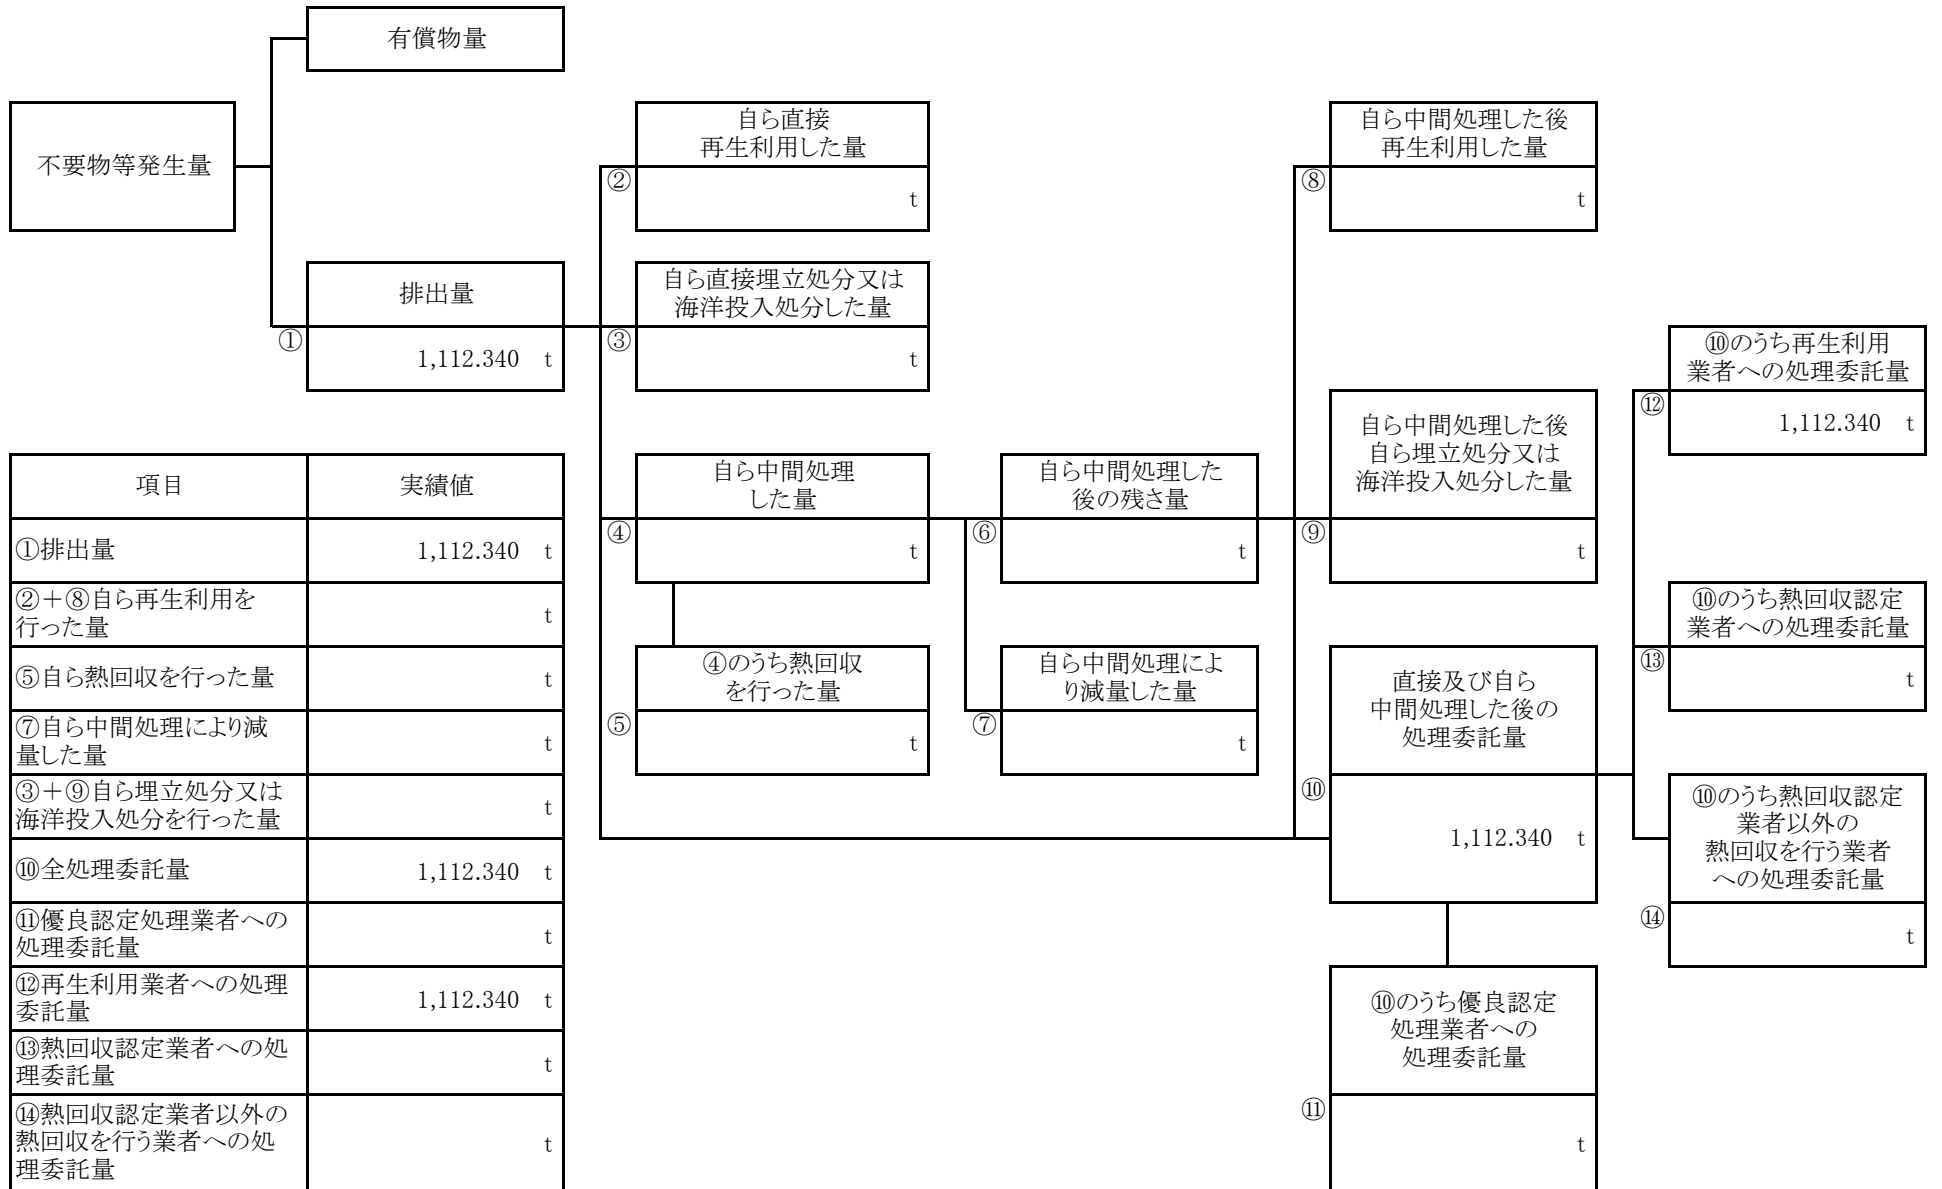 有償物量
不要物等発生量
排出量
①
1,112.340 t
自ら直接
再生利用した量
②
t
自ら直接埋立処分又は
海洋投入処分した量
③
t
自ら中間処理
した量
④
t
④のうち熱回収
を行った量
⑤
t
自ら中間処理した
後の残さ量
⑥
t
自ら中間処理によ
り減量した量
⑦
t
自ら中間処理した後
再生利用した量
⑧
t
自ら中間処理した後
自ら埋立処分又は
海洋投入処分した量
⑨
t
直接及び自ら
中間処理した後の
処理委託量
⑩
1,112.340 t
⑩のうち優良認定
処理業者への
処理委託量
⑪
t
⑩のうち再生利用
業者への処理委託量
⑫
1,112.340 t
⑩のうち熱回収認定
業者への処理委託量
⑬
t
⑩のうち熱回収認定
業者以外の
熱回収を行う業者
への処理委託量
⑭
t
項目 実績値
①排出量 1,112.340 t
②+⑧自ら再生利用を
行った量
t
⑤自ら熱回収を行った量 t
⑦自ら中間処理により減
量した量
t
③+⑨自ら埋立処分又は
海洋投入処分を行った量
t
⑩全処理委託量 1,112.340 t
⑪優良認定処理業者への
処理委託量
t
⑫再生利用業者への処理
委託量
1,112.340 t
⑬熱回収認定業者への処
理委託量
t
⑭熱回収認定業者以外の
熱回収を行う業者への処
理委託量
t